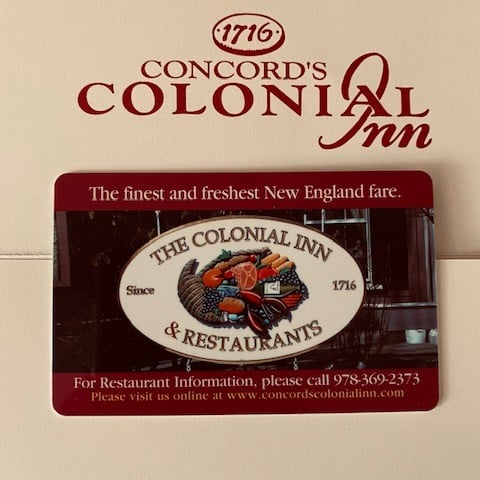 ·1716·
CONCORD'S
COLONIAL
Inn
The finest and freshest New England fare.
THE COLONIAL INN
Since 1716
& RESTAURANTS
For Restaurant Information, please call 978-369-2373
Please visit us online at www.concordscolonialinn.com